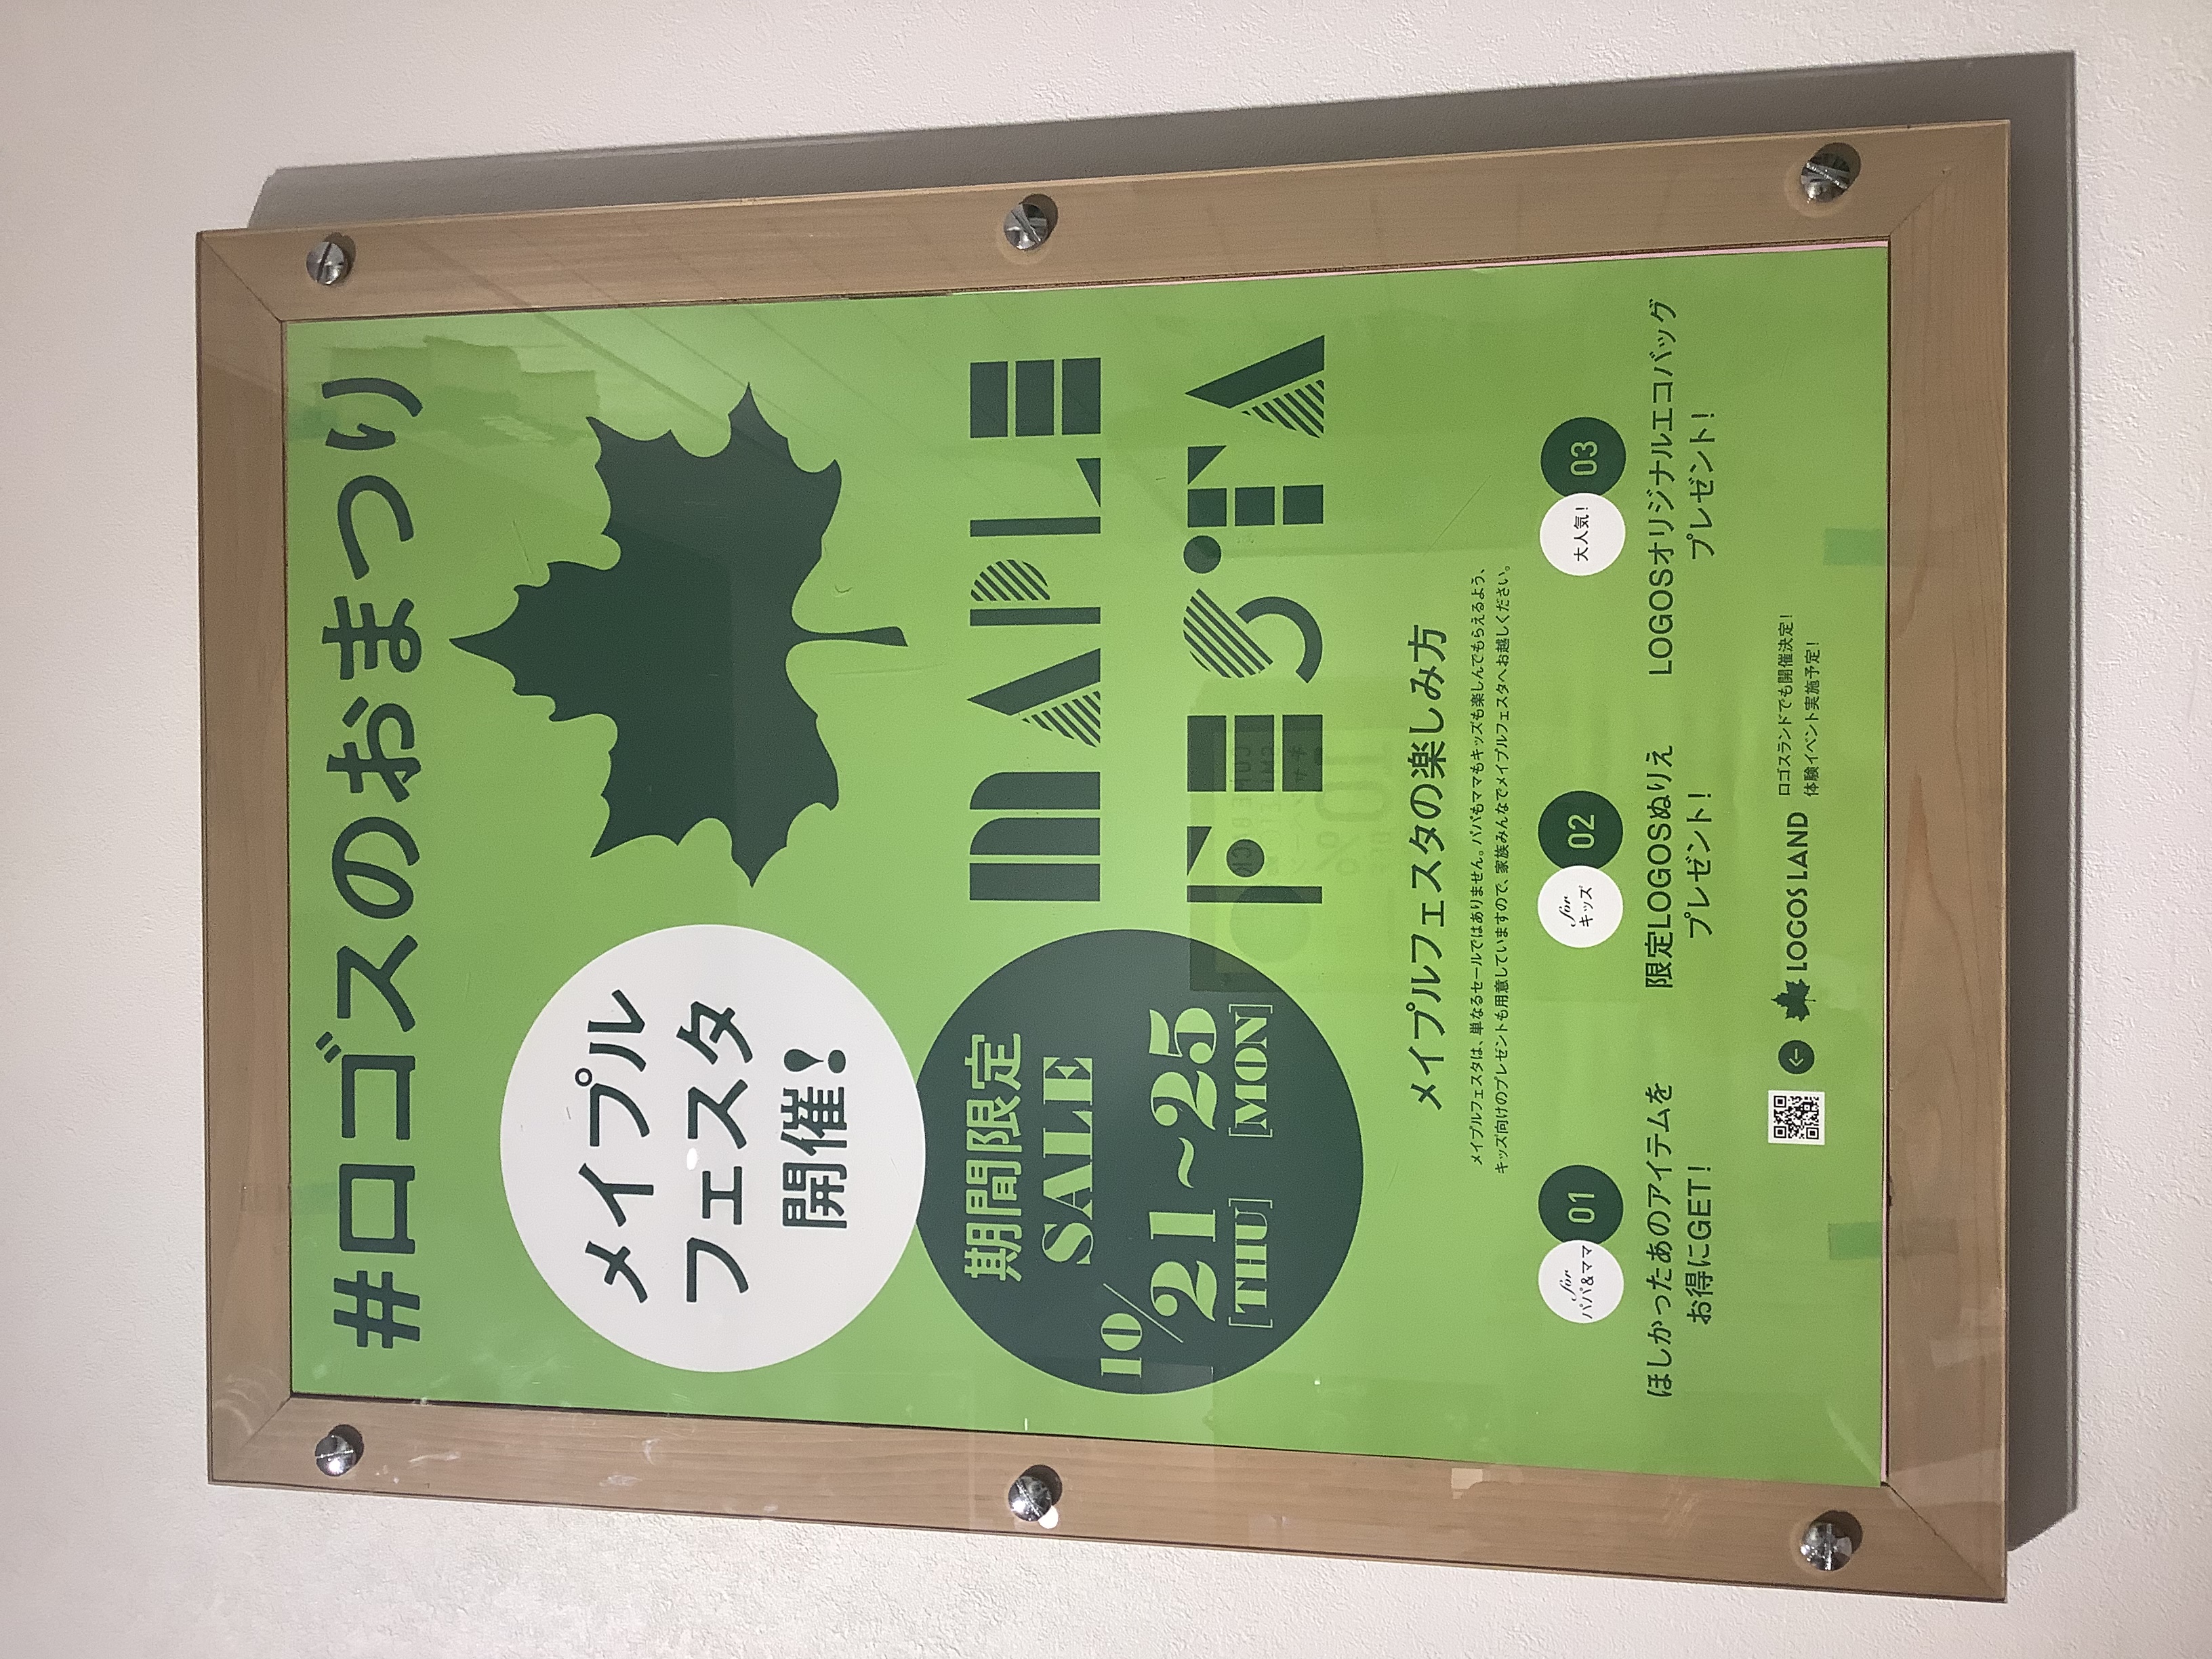 #ロゴスのおまつり
メイプル
フェスタ
開催!
期間限定
SALE
10/21~25
[THU] [MON]
MAPLE
FESTA
メイプルフェスタの楽しみ方
メイプルフェスタは、単なるセールではありません。パパもママもキッズも楽しんでもらえるよう、
キッズ向けのプレゼントも用意していますので、家族みんなでメイプルフェスタへお越しください。
for
パパ&ママ
01
ほしかったあのアイテムを
お得にGET!
for
キッズ
02
限定LOGOSぬりえ
プレゼント!
大人気!
03
LOGOSオリジナルエコバッグ
プレゼント!
LOGOS LAND
ロゴスランドでも開催決定!
体験イベント実施予定!